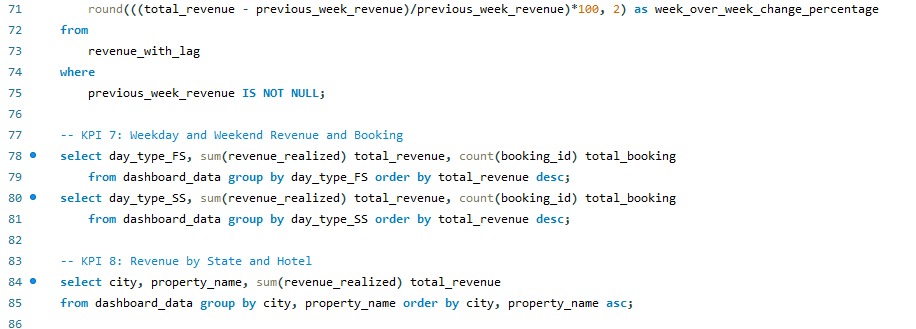 71 round(((total_revenue - previous_week_revenue)/previous_week_revenue)*100, 2) as week_over_week_change_percentage
72 from
73 revenue_with_lag
74 where
75 previous_week_revenue IS NOT NULL;
76
77 -- KPI 7: Weekday and Weekend Revenue and Booking
78 select day_type_FS, sum(revenue_realized) total_revenue, count(booking_id) total_booking
79 from dashboard_data group by day_type_FS order by total_revenue desc;
80 select day_type_SS, sum(revenue_realized) total_revenue, count(booking_id) total_booking
81 from dashboard_data group by day_type_SS order by total_revenue desc;
82
83 -- KPI 8: Revenue by State and Hotel
84 select city, property_name, sum(revenue_realized) total_revenue
85 from dashboard_data group by city, property_name order by city, property_name asc;
86